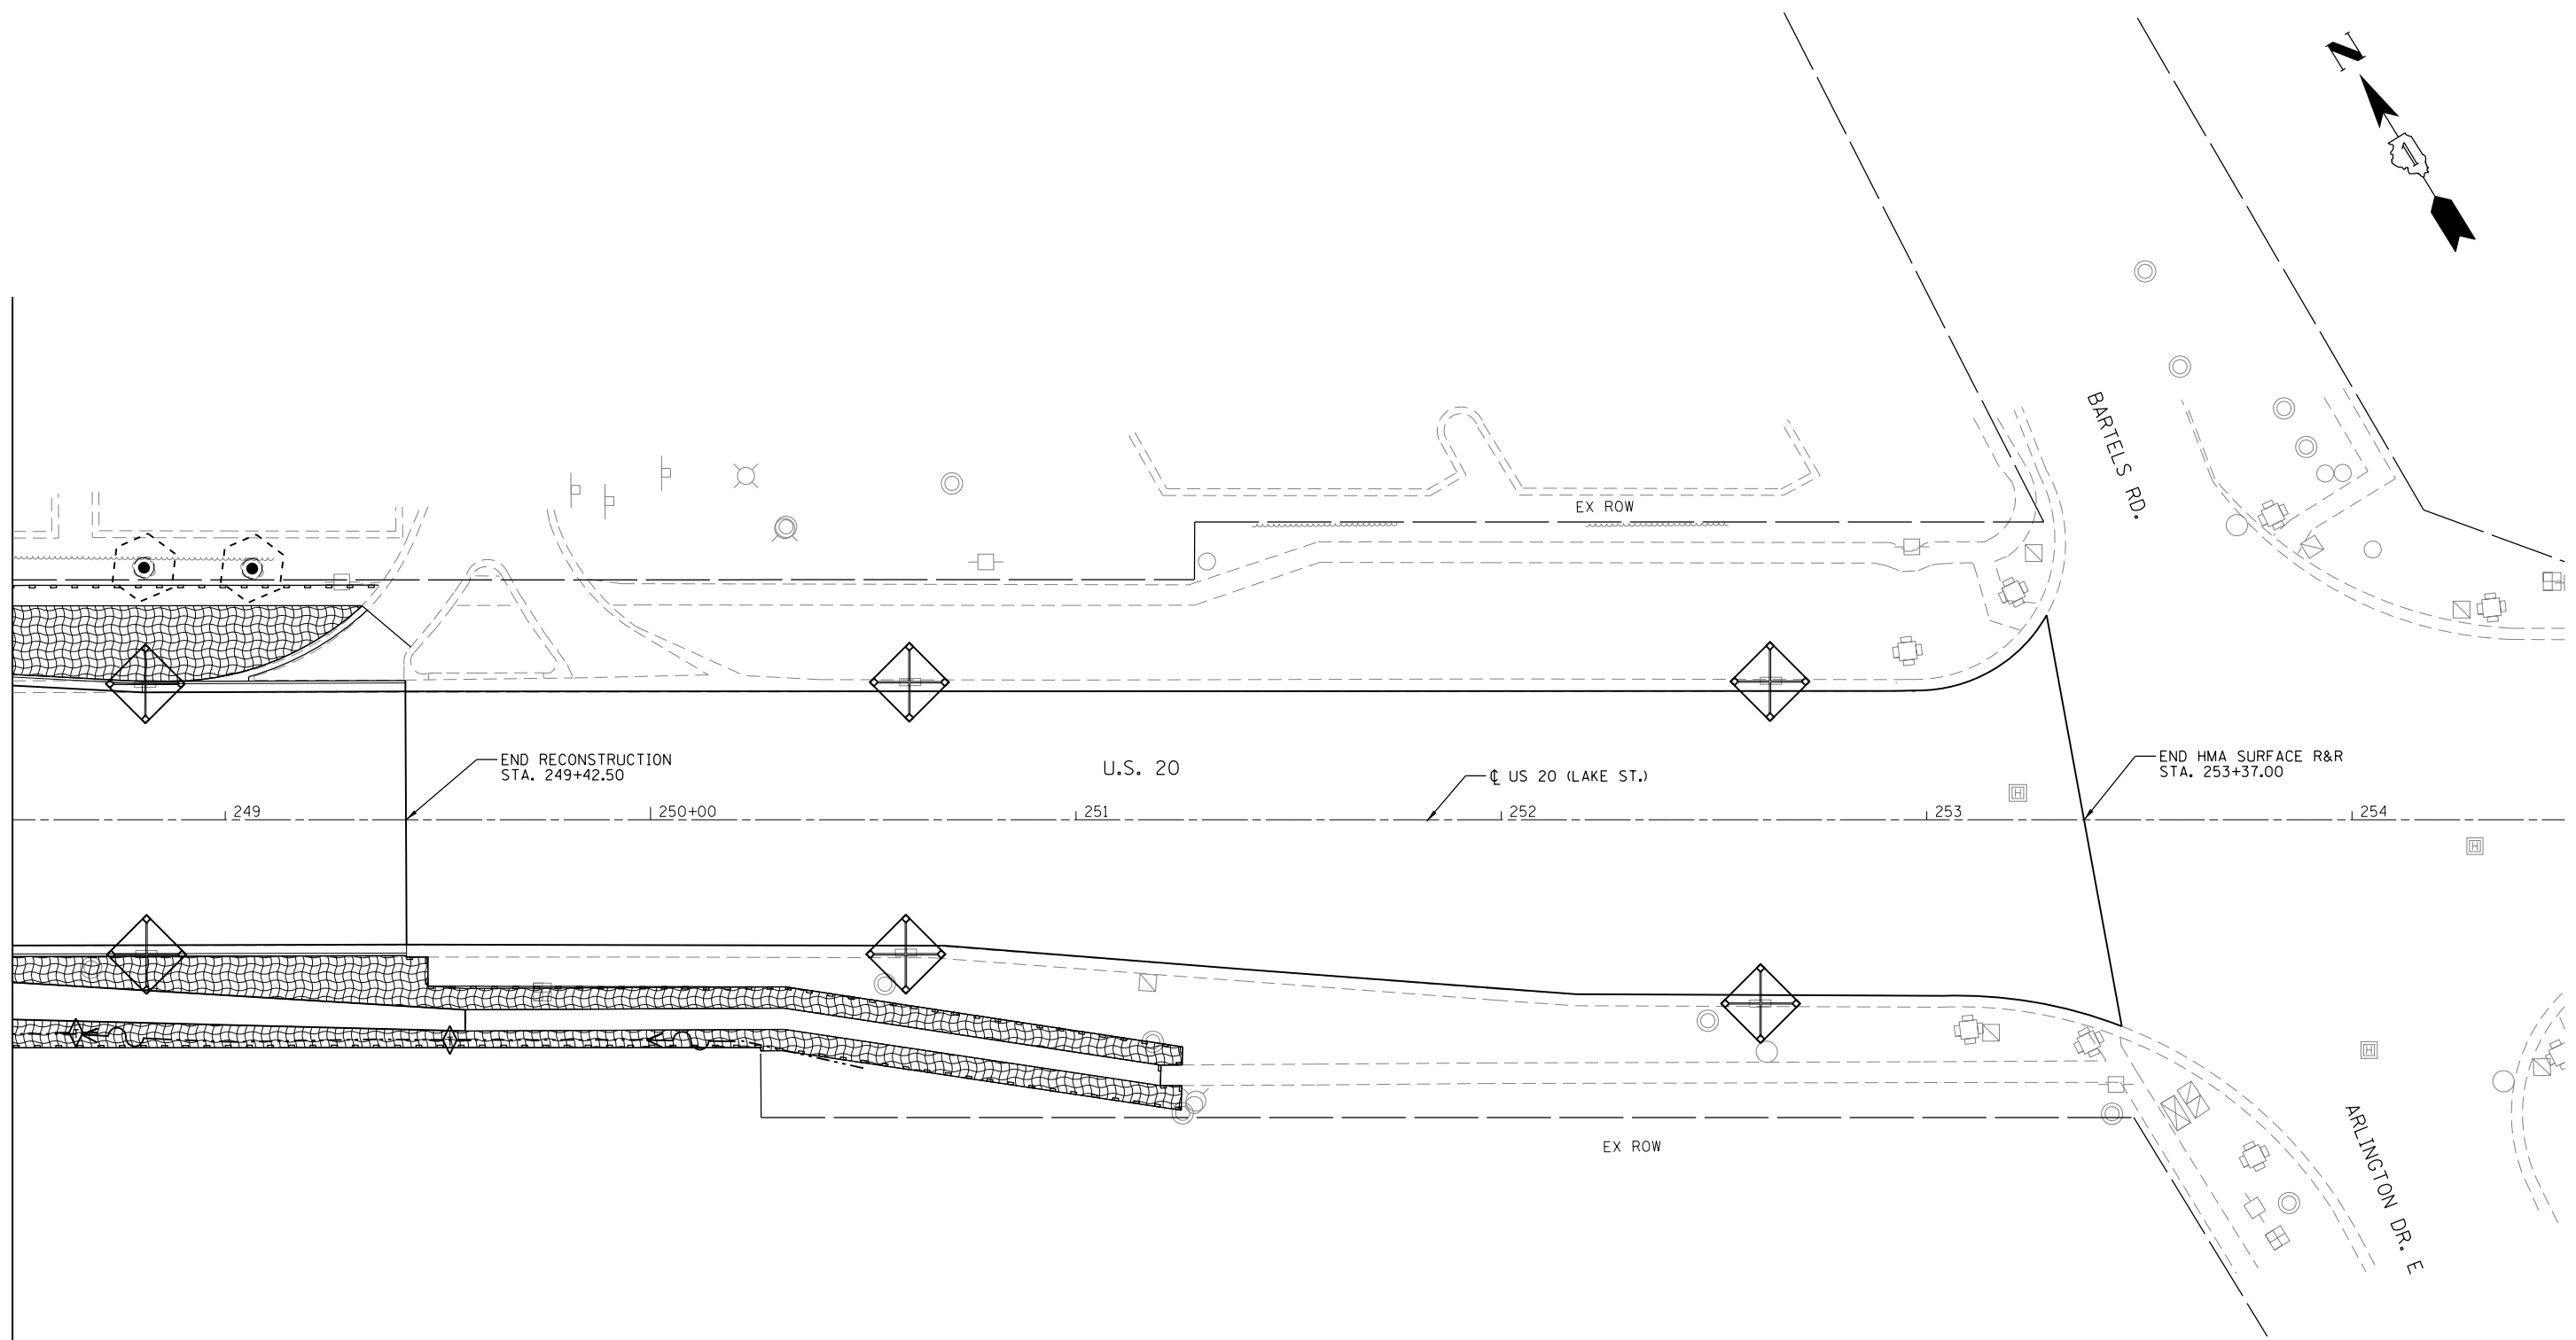 N
BARTELS RD.
EX ROW
END RECONSTRUCTION
STA. 249+42.50
U.S. 20
℄ US 20 (LAKE ST.)
END HMA SURFACE R&R
STA. 253+37.00
249
250+00
251
252
253
254
H
H
H
T
T
EX ROW
ARLINGTON DR. E